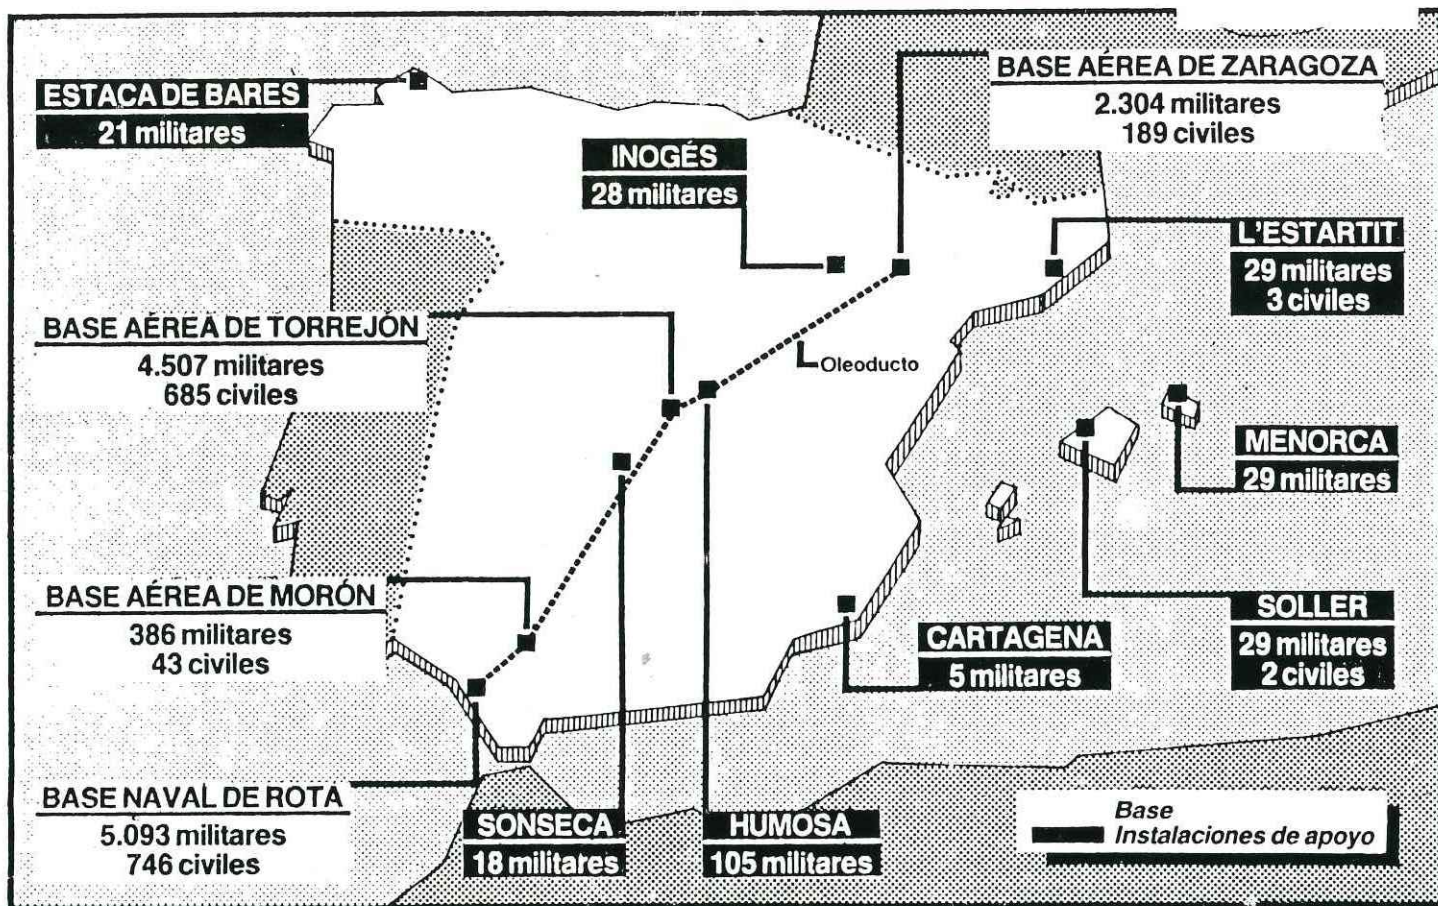 ESTACA DE BARES
21 militares
BASE AÉREA DE ZARAGOZA
2.304 militares
189 civiles
INOGÉS
28 militares
L'ESTARTIT
29 militares
3 civiles
BASE AÉREA DE TORREJÓN
4.507 militares
685 civiles
Oleoducto
MENORCA
29 militares
BASE AÉREA DE MORÓN
386 militares
43 civiles
CARTAGENA
5 militares
SOLLER
29 militares
2 civiles
BASE NAVAL DE ROTA
5.093 militares
746 civiles
SONSECA
18 militares
HUMOSA
105 militares
Base
Instalaciones de apoyo